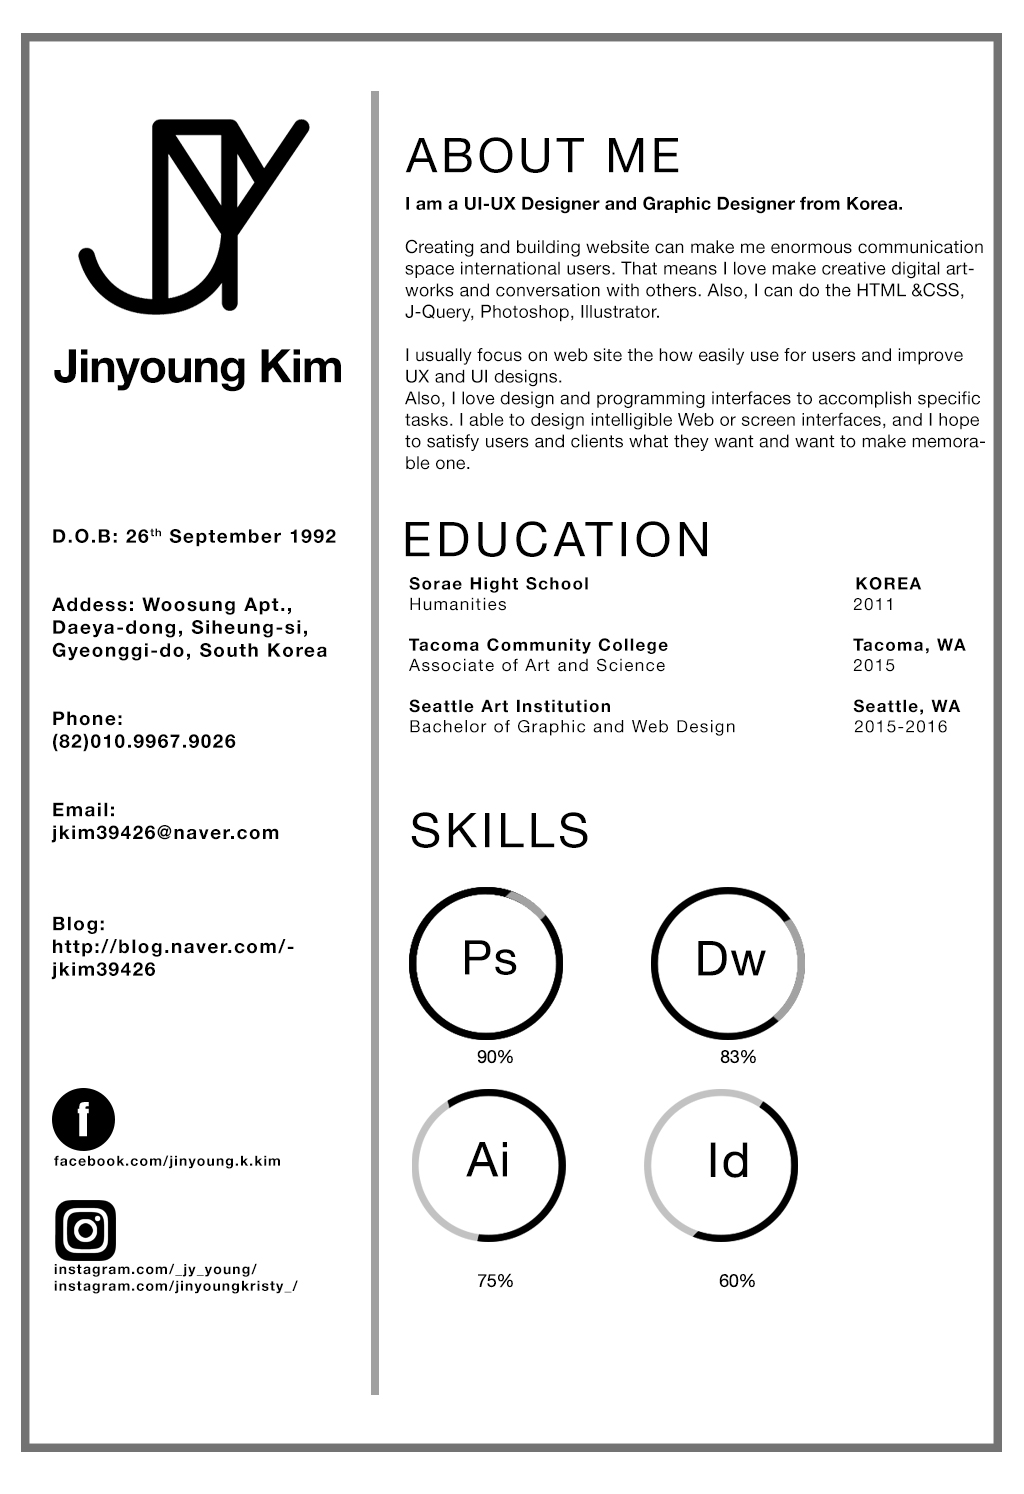 JY
Jinyoung Kim
D.O.B: 26th September 1992
Addess: Woosung Apt.,
Daeya-dong, Siheung-si,
Gyeonggi-do, South Korea
Phone:
(82)010.9967.9026
Email:
jkim39426@naver.com
Blog:
http://blog.naver.com/-
jkim39426
f
facebook.com/jinyoung.k.kim
instagram.com/_jy_young/
instagram.com/jinyoungkristy_/
ABOUT ME
I am a UI-UX Designer and Graphic Designer from Korea.
Creating and building website can make me enormous communication
space international users. That means I love make creative digital art-
works and conversation with others. Also, I can do the HTML &CSS,
J-Query, Photoshop, Illustrator.
I usually focus on web site the how easily use for users and improve
UX and UI designs.
Also, I love design and programming interfaces to accomplish specific
tasks. I able to design intelligible Web or screen interfaces, and I hope
to satisfy users and clients what they want and want to make memora-
ble one.
EDUCATION
Sorae Hight School KOREA
Humanities 2011
Tacoma Community College Tacoma, WA
Associate of Art and Science 2015
Seattle Art Institution Seattle, WA
Bachelor of Graphic and Web Design 2015-2016
SKILLS
Ps Dw
90% 83%
Ai Id
75% 60%